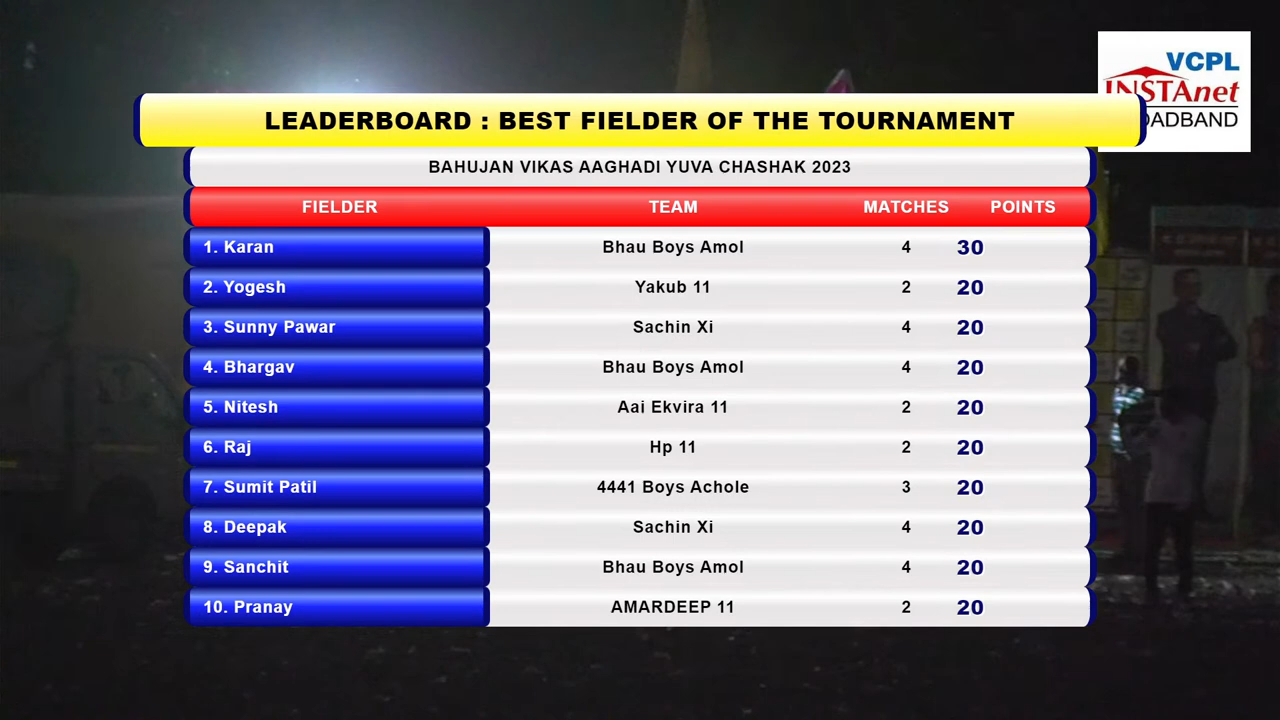 VCPL
INSTAnet
LEADERBOARD : BEST FIELDER OF THE TOURNAMENT
BAHUJAN VIKAS AAGHADI YUVA CHASHAK 2023
FIELDER TEAM MATCHES POINTS
1. Karan Bhau Boys Amol 4 30
2. Yogesh Yakub 11 2 20
3. Sunny Pawar Sachin Xi 4 20
4. Bhargav Bhau Boys Amol 4 20
5. Nitesh Aai Ekvira 11 2 20
6. Raj Hp 11 2 20
7. Sumit Patil 4441 Boys Achole 3 20
8. Deepak Sachin Xi 4 20
9. Sanchit Bhau Boys Amol 4 20
10. Pranay AMARDEEP 11 2 20